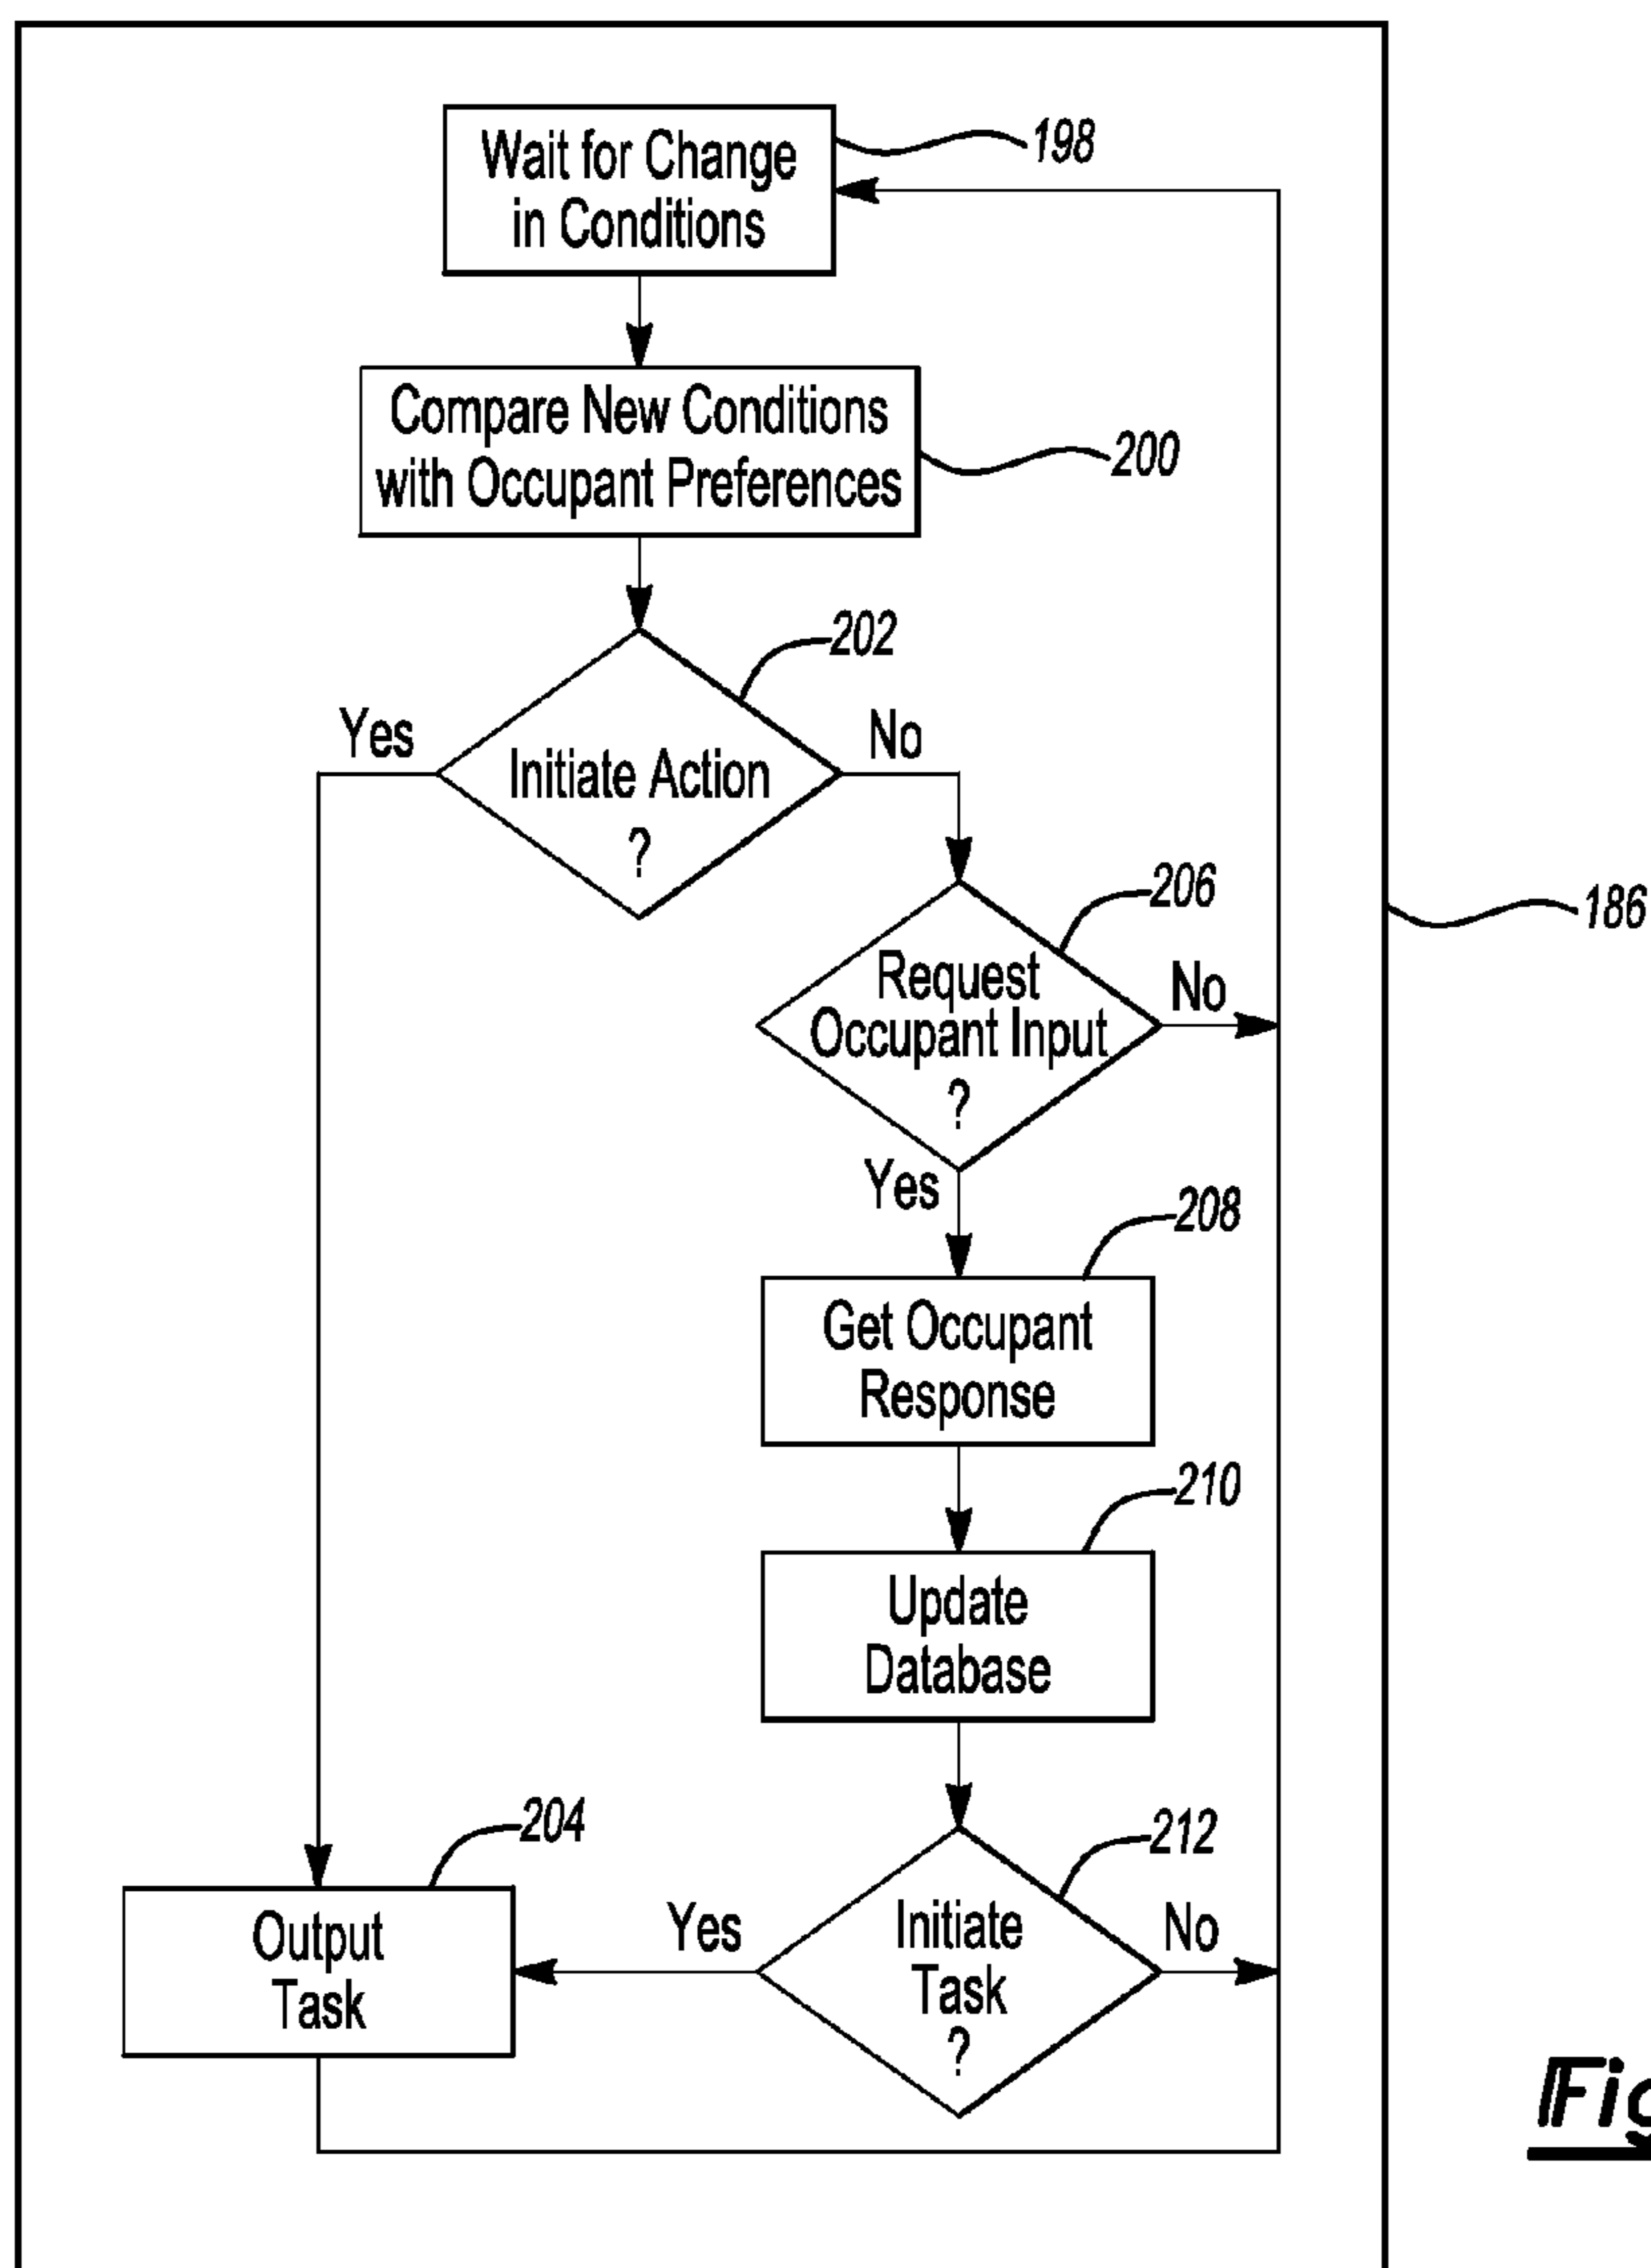 Wait for Change
in Conditions
198
Compare New Conditions
with Occupant Preferences
200
202
Yes
No
Initiate Action
?
206
186
Request
Occupant Input
?
No
Yes
208
Get Occupant
Response
210
Update
Database
204
212
Output
Task
Yes
Initiate
Task
?
No
Fig